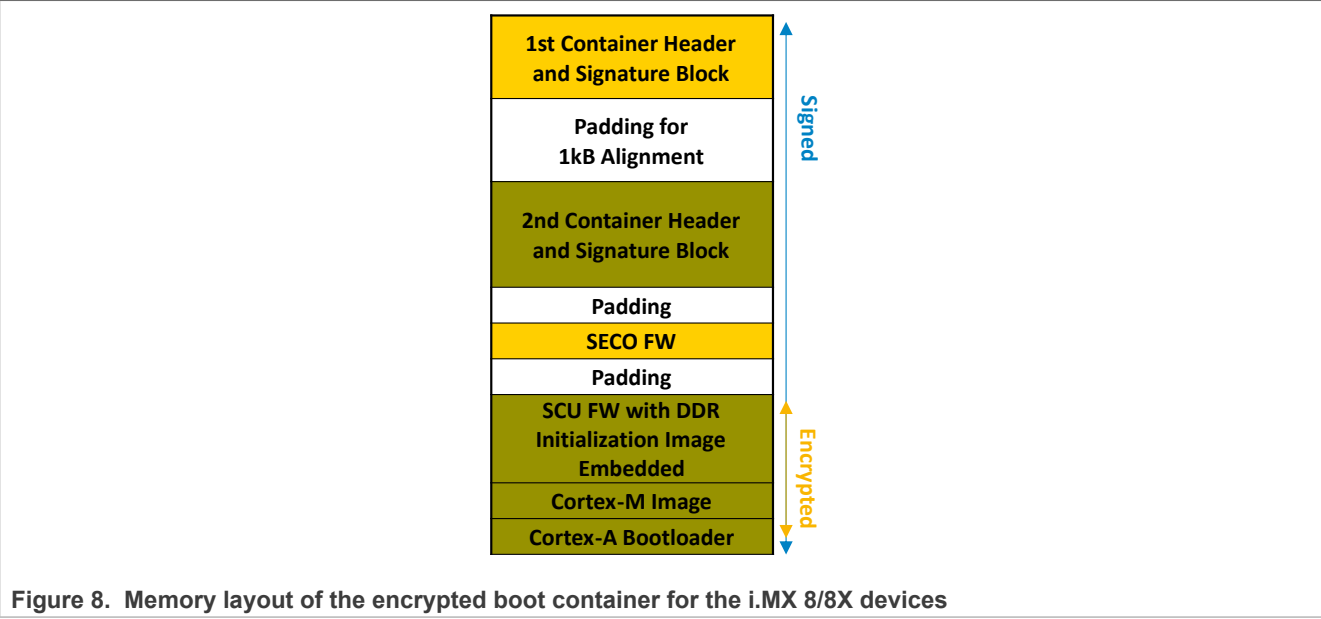 1st Container Header
and Signature Block
Padding for
1kB Alignment
2nd Container Header
and Signature Block
Padding
SECO FW
Padding
SCU FW with DDR
Initialization Image
Embedded
Cortex-M Image
Cortex-A Bootloader
Signed
Encrypted
Figure 8. Memory layout of the encrypted boot container for the i.MX 8/8X devices